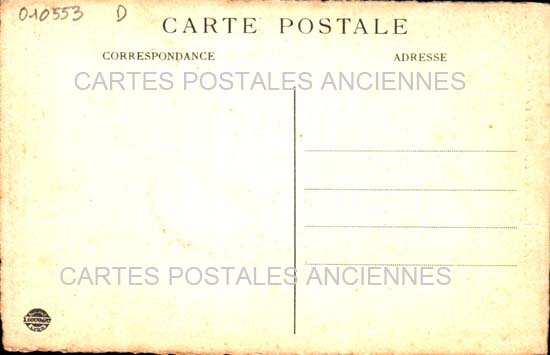 010553 D
CARTE POSTALE
CORRESPONDANCE ADRESSE
CARTES POSTALES ANCIENNES
CARTES POSTALES ANCIENNES